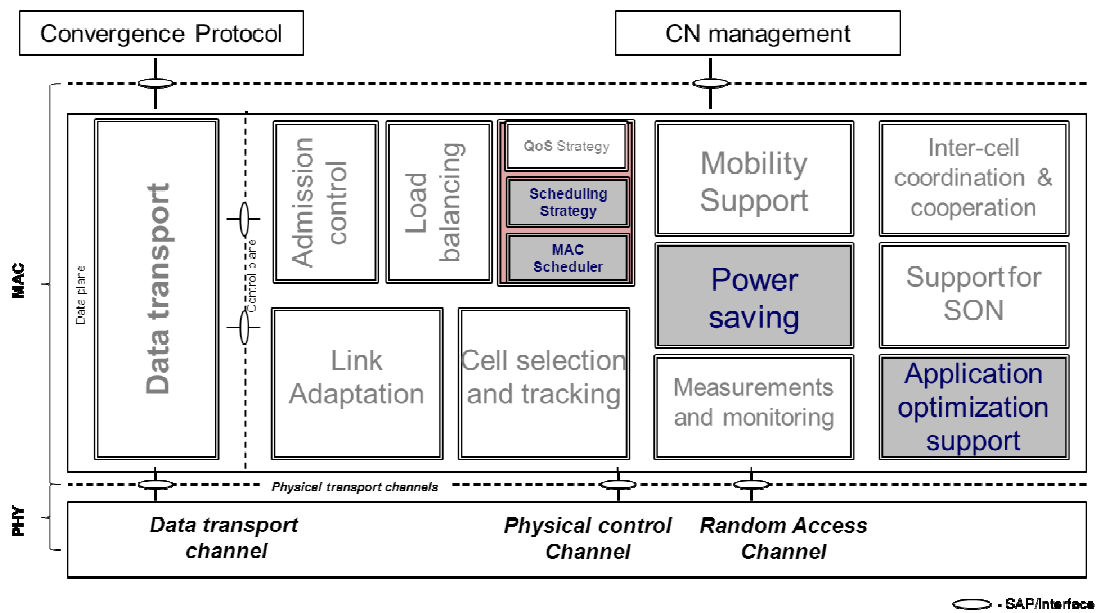 Convergence Protocol
CN management
MAC
Data plane
Data transport
Control plane
Admission
control
Load
balancing
QoS Strategy
Scheduling
Strategy
MAC
Scheduler
Mobility
Support
Inter-cell
coordination &
cooperation
Link
Adaptation
Cell selection
and tracking
Power
saving
Support for
SON
Measurements
and monitoring
Application
optimization
support
Physical transport channels
PHY
Data transport
channel
Physical control
Channel
Random Access
Channel
- SAP/Interface